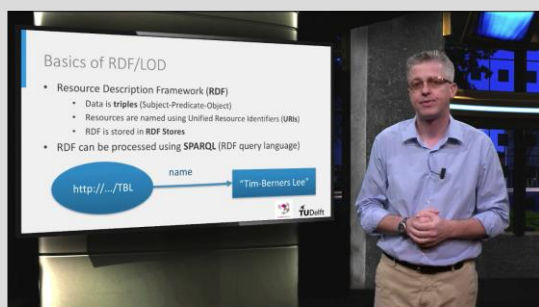 Basics of RDF/LOD
• Resource Description Framework (RDF)
• Data is triples (Subject-Predicate-Object)
• Resources are named using Unified Resource Identifiers (URIs)
• RDF is stored in RDF Stores
• RDF can be processed using SPARQL (RDF query language)
name
http://.../TBL
"Tim-Berners Lee"
TUDelft